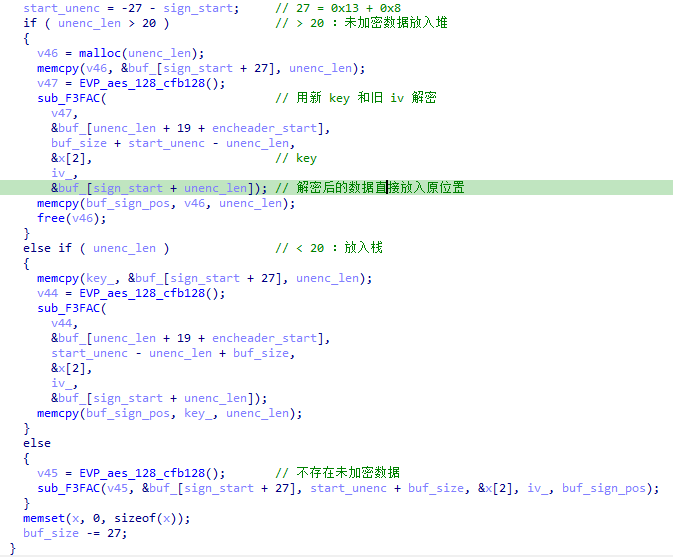 start_unenc = -27 - sign_start;     // 27 = 0x13 + 0x8
if ( unenc_len > 20 )               // > 20 : 未加密数据放入堆
{
  v46 = malloc(unenc_len);
  memcpy(v46, &buf_[sign_start + 27], unenc_len);
  v47 = EVP_aes_128_cfb128();
  sub_F3FAC(                        // 用新 key 和旧 iv 解密
    v47,
    &buf_[unenc_len + 19 + encheader_start],
    buf_size + start_unenc - unenc_len,
    &x[2],                          // key
    iv_,
    &buf_[sign_start + unenc_len]); // 解密后的数据直接放入原位置
  memcpy(buf_sign_pos, v46, unenc_len);
  free(v46);
}
else if ( unenc_len )               // < 20 : 放入栈
{
  memcpy(key_, &buf_[sign_start + 27], unenc_len);
  v44 = EVP_aes_128_cfb128();
  sub_F3FAC(
    v44,
    &buf_[unenc_len + 19 + encheader_start],
    start_unenc - unenc_len + buf_size,
    &x[2],
    iv_,
    &buf_[sign_start + unenc_len]);
  memcpy(buf_sign_pos, key_, unenc_len);
}
else
{
  v45 = EVP_aes_128_cfb128();       // 不存在未加密数据
  sub_F3FAC(v45, &buf_[sign_start + 27], start_unenc + buf_size, &x[2], iv_, buf_sign_pos);
}
memset(x, 0, sizeof(x));
buf_size -= 27;
}